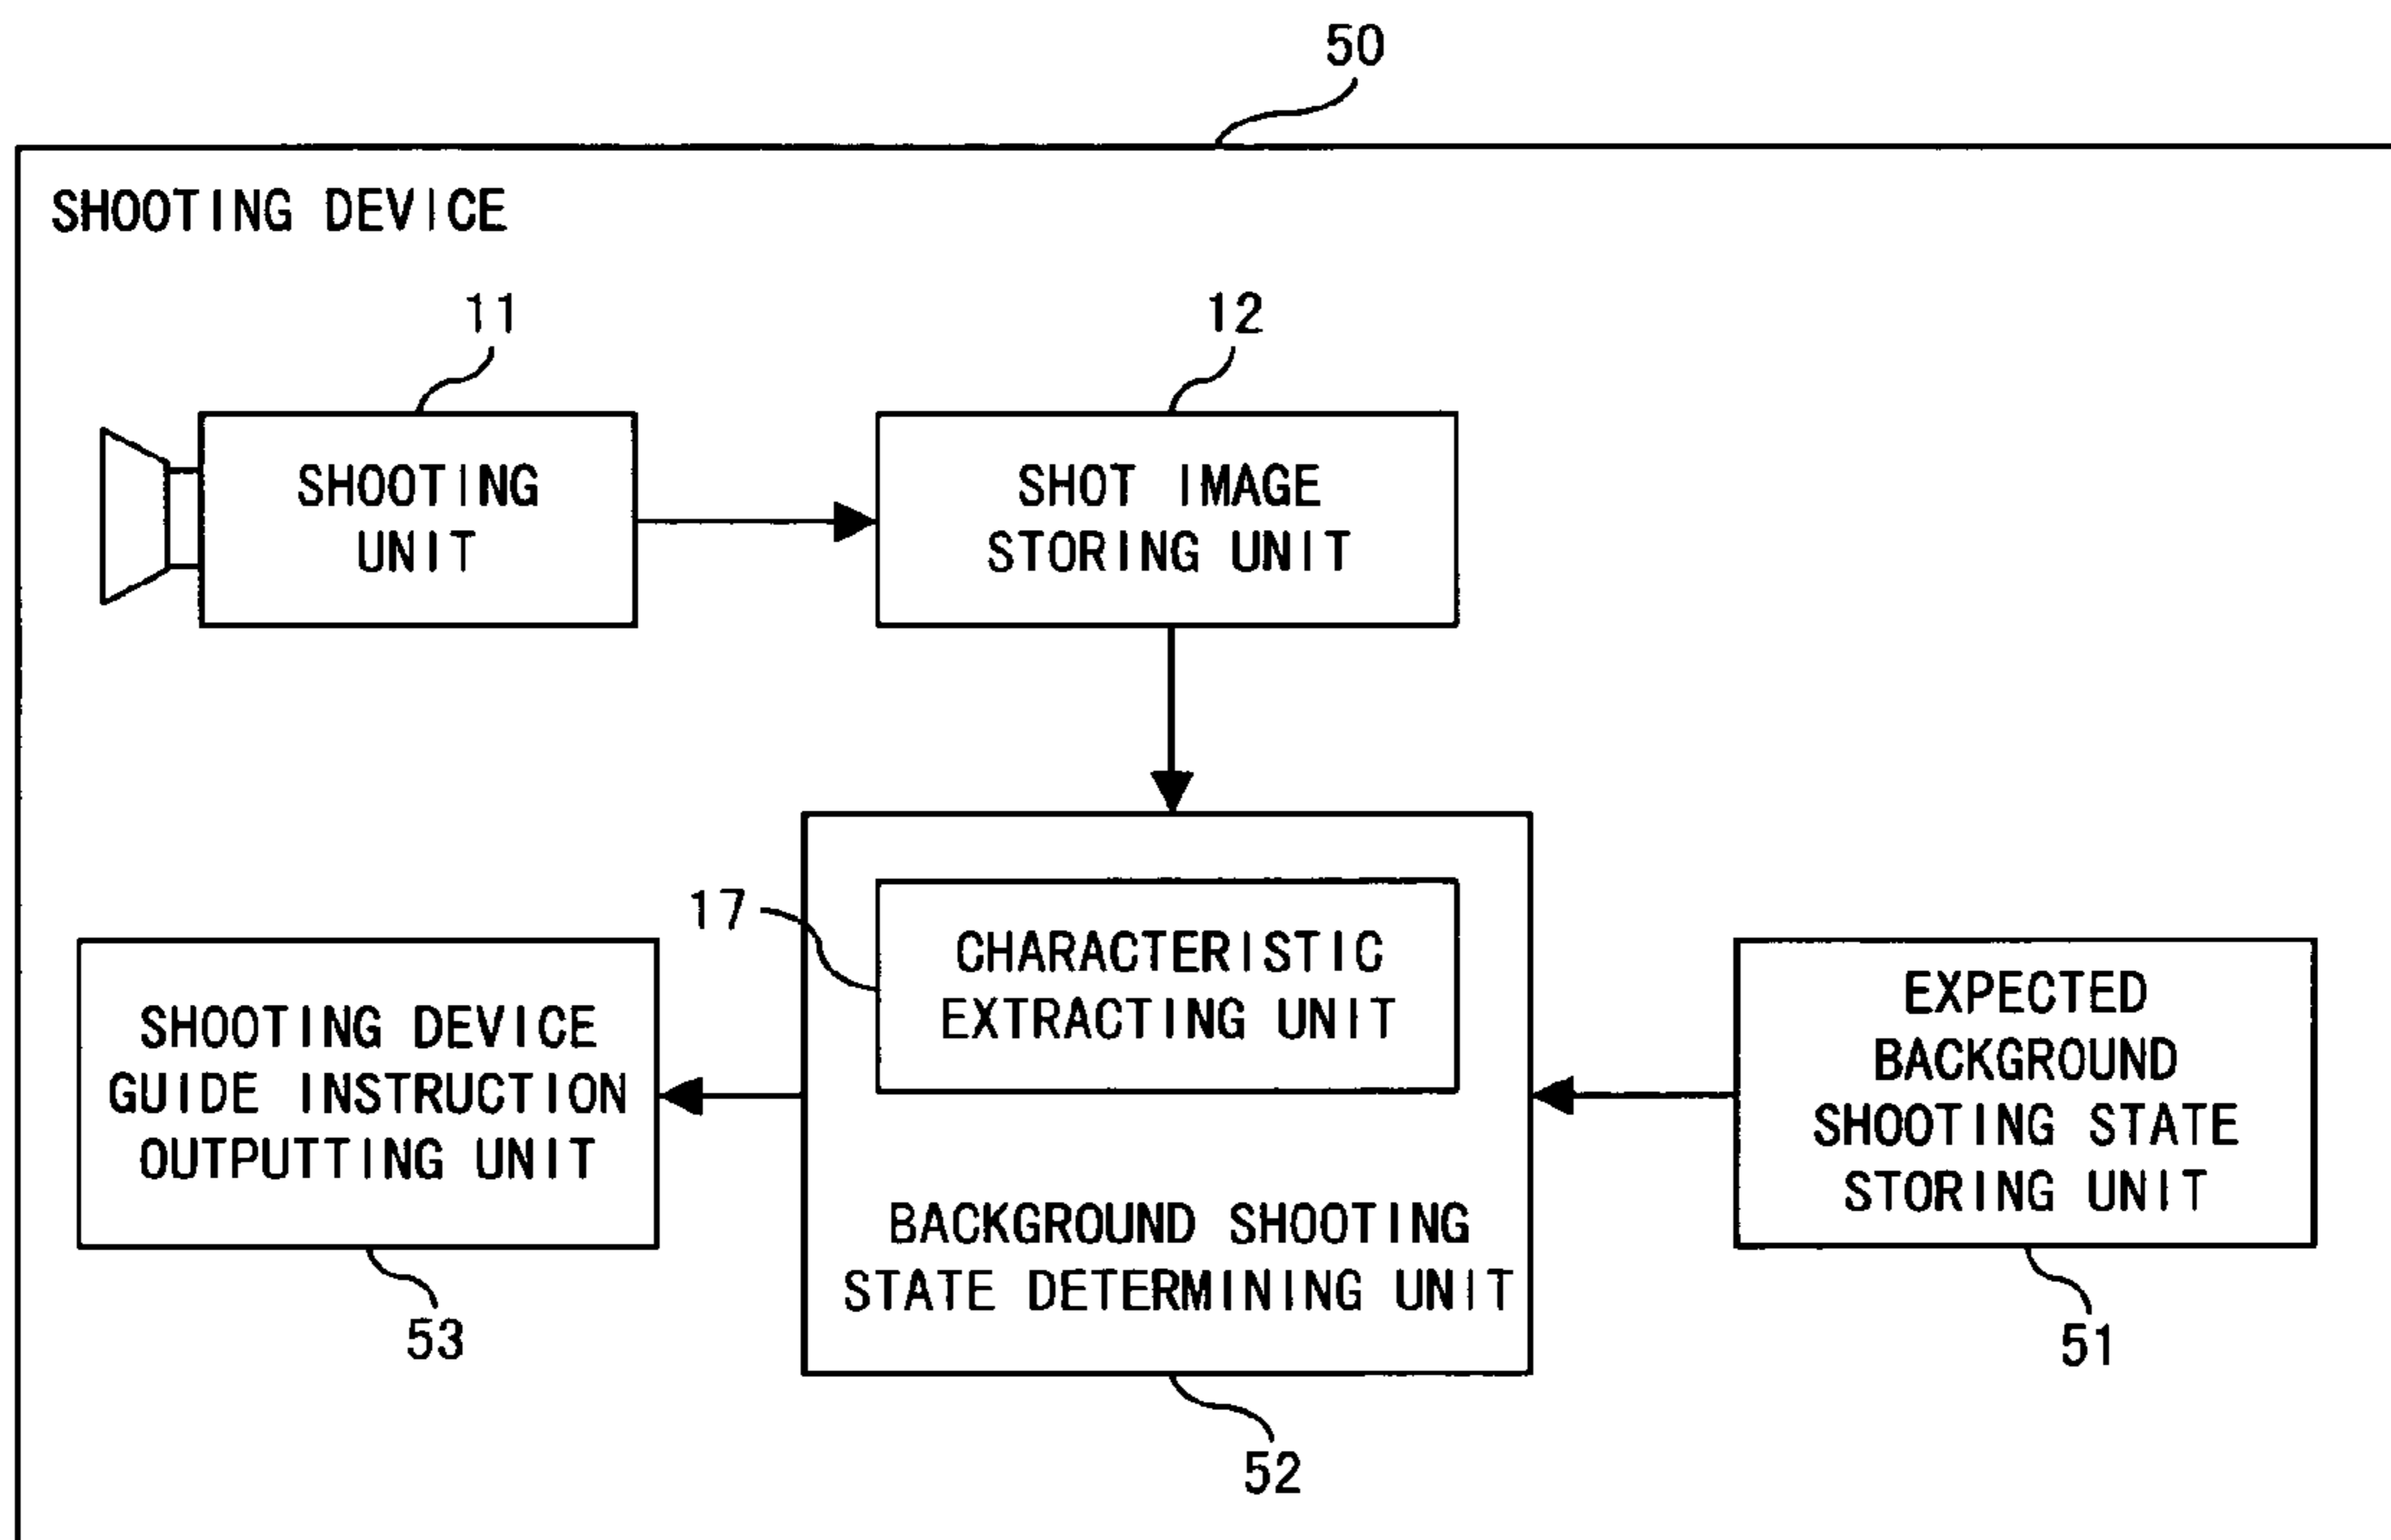 50
SHOOTING DEVICE
11
12
SHOOTING
UNIT
SHOT IMAGE
STORING UNIT
17
CHARACTERISTIC
EXTRACTING UNIT
SHOOTING DEVICE
GUIDE INSTRUCTION
OUTPUTTING UNIT
EXPECTED
BACKGROUND
SHOOTING STATE
STORING UNIT
BACKGROUND SHOOTING
STATE DETERMINING UNIT
53
51
52